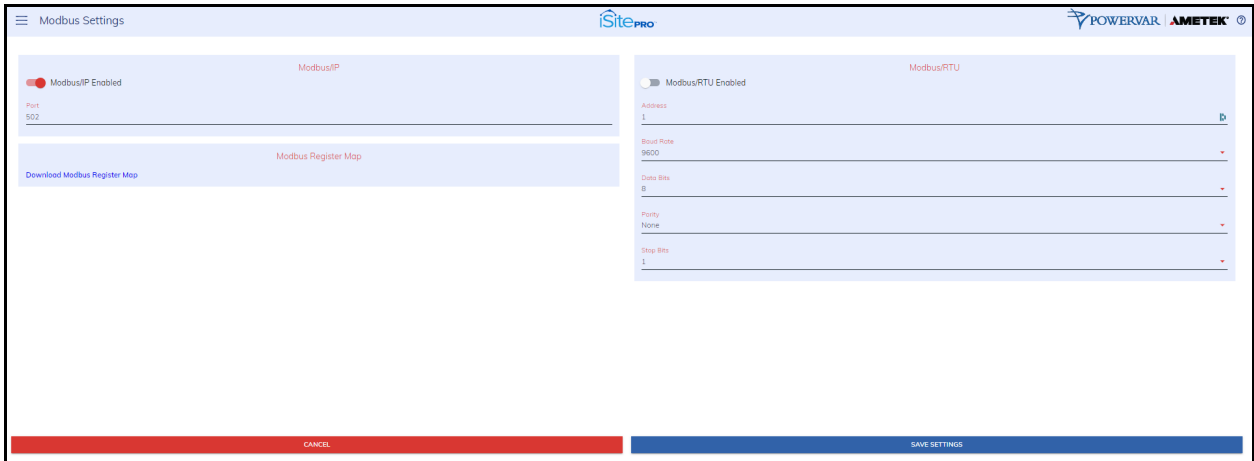 Modbus Settings
iSitePRO
POWERVAR AMETEK
Modbus/IP
Modbus/IP Enabled
Port
502
Modbus Register Map
Download Modbus Register Map
Modbus/RTU
Modbus/RTU Enabled
Address
1
Baud Rate
9600
Data Bits
8
Parity
None
Stop Bits
1
CANCEL
SAVE SETTINGS